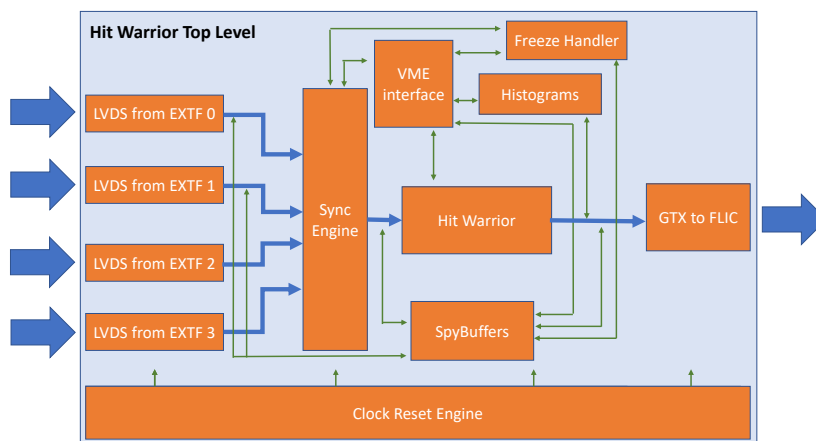 Hit Warrior Top Level
Freeze Handler
VME
interface
Histograms
LVDS from EXTF 0
LVDS from EXTF 1
Sync
Engine
Hit Warrior
GTX to FLIC
LVDS from EXTF 2
LVDS from EXTF 3
SpyBuffers
Clock Reset Engine